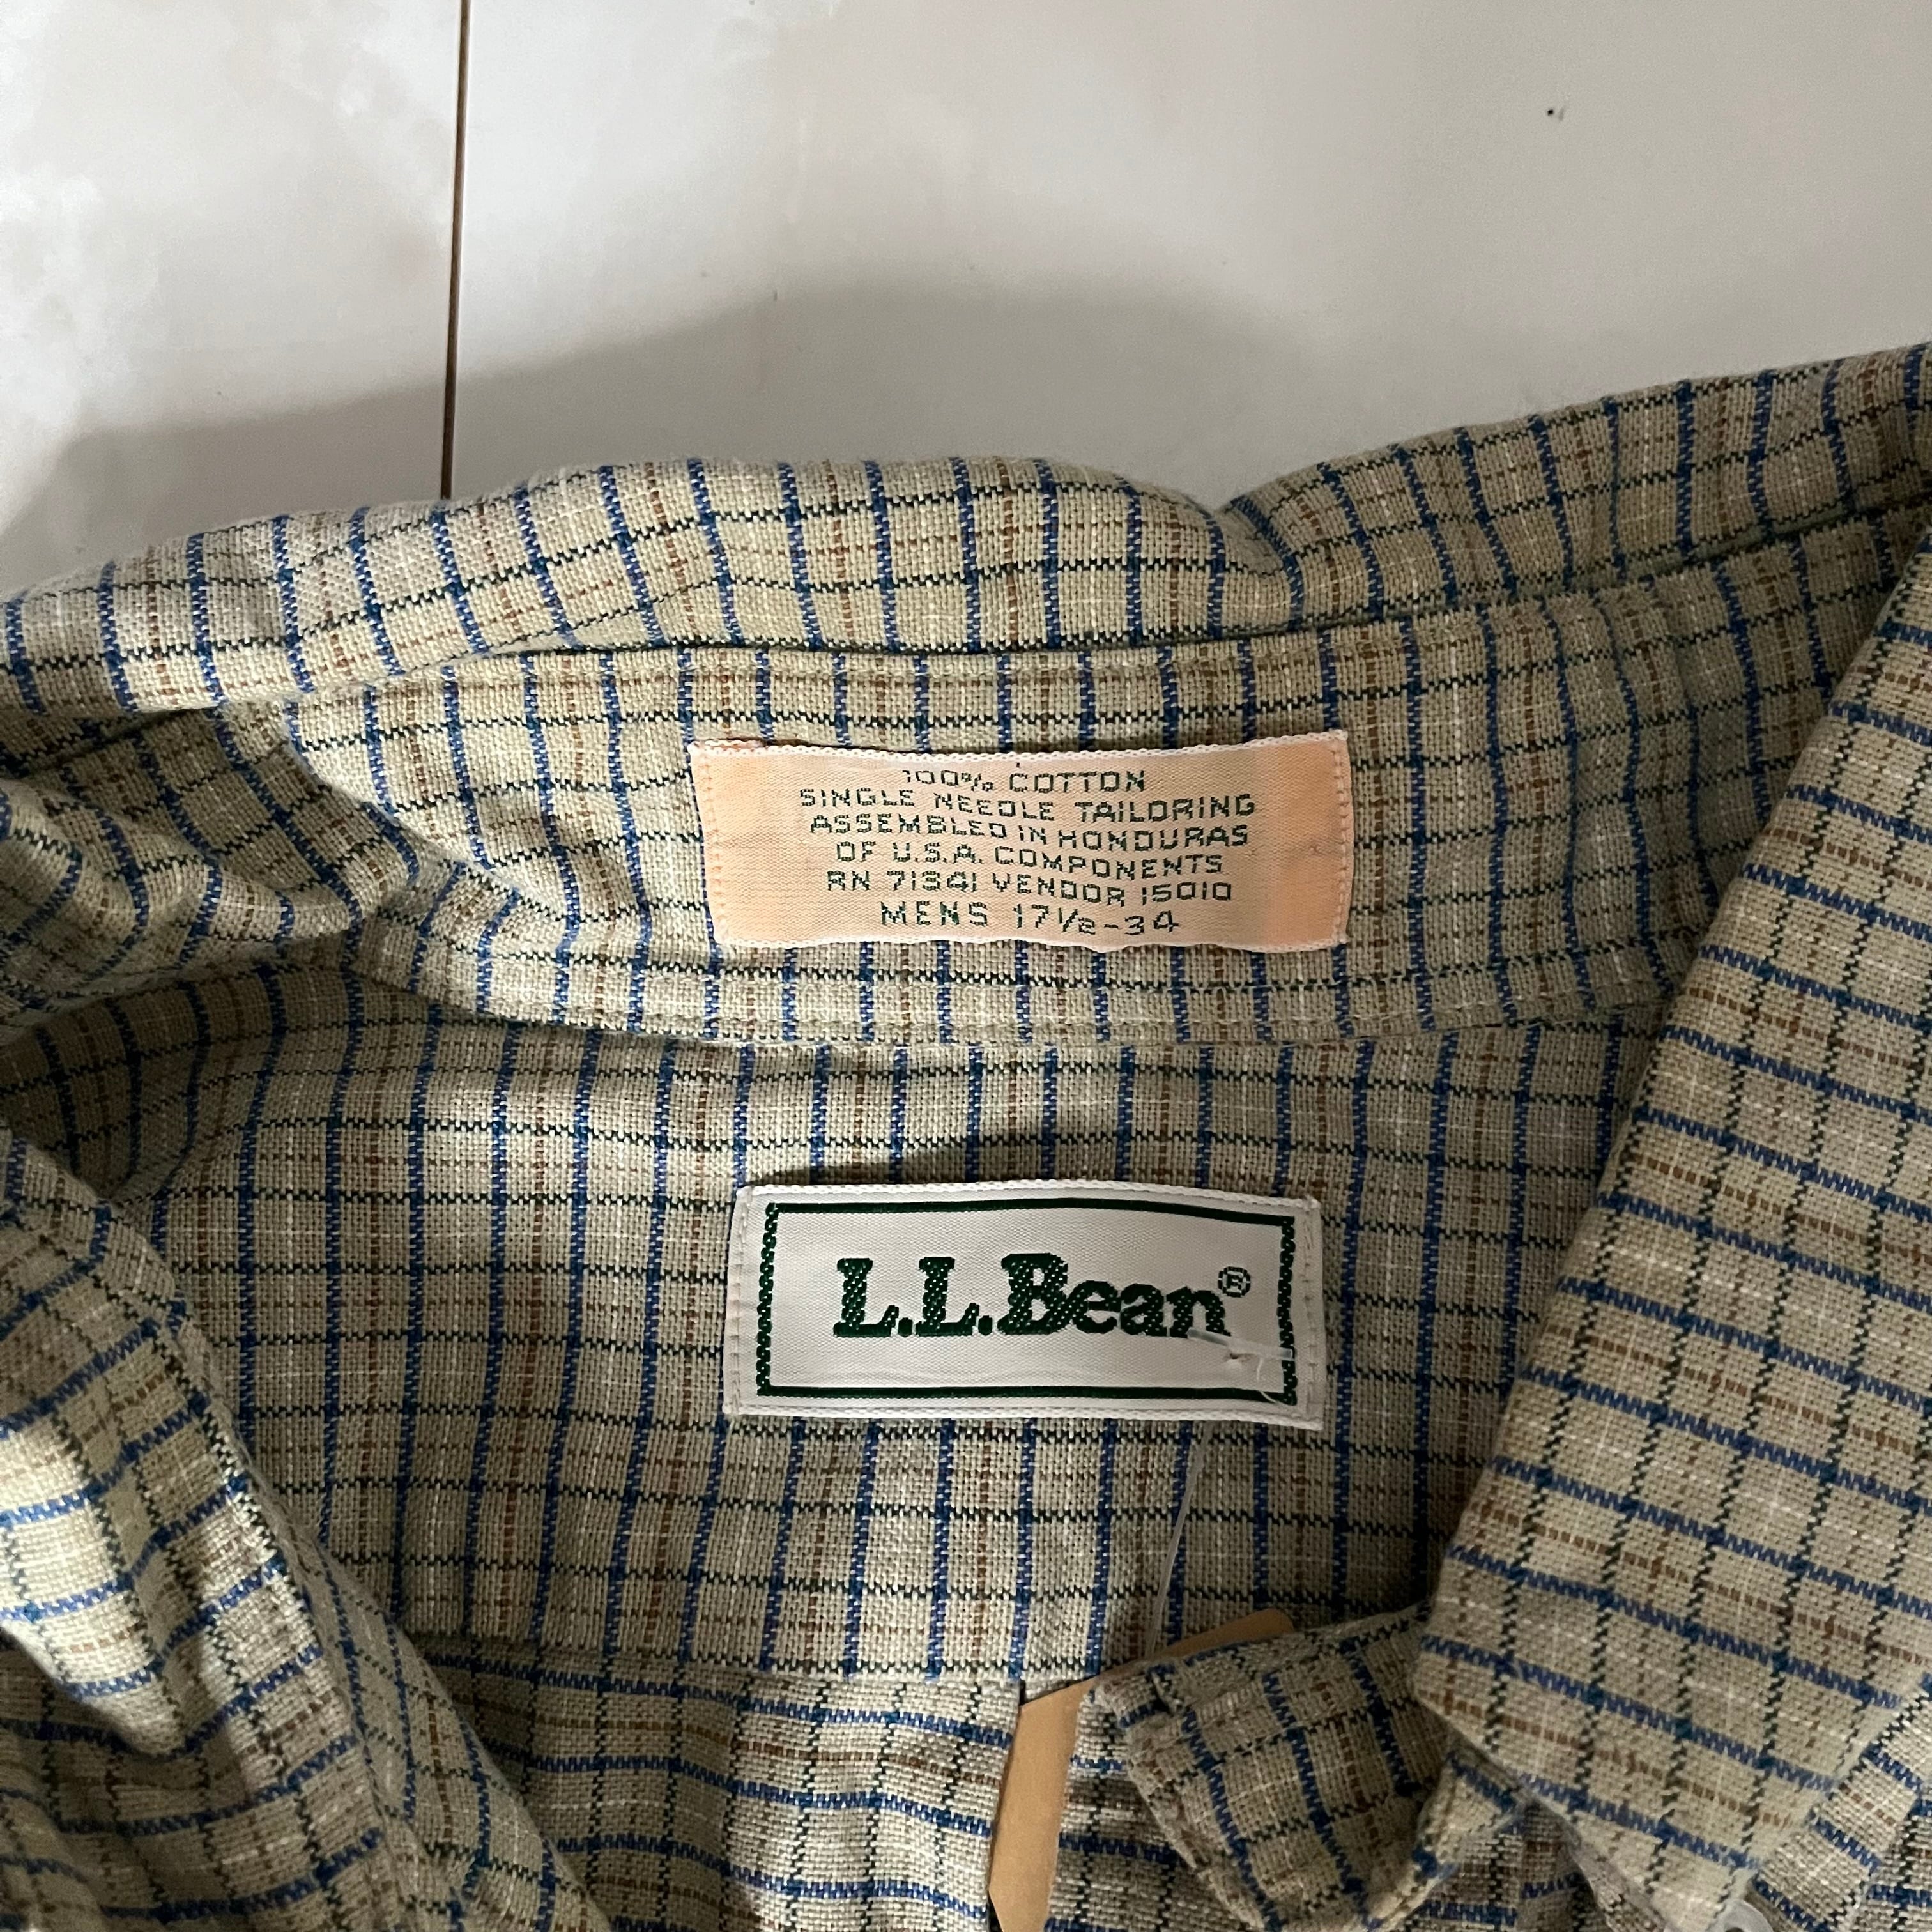 100% COTTON
SINGLE NEEDLE TAILORING
ASSEMBLED IN HONDURAS
OF U.S.A. COMPONENTS
RN 71341 VENDOR 15010
MENS 17½-34
L.L.Bean®